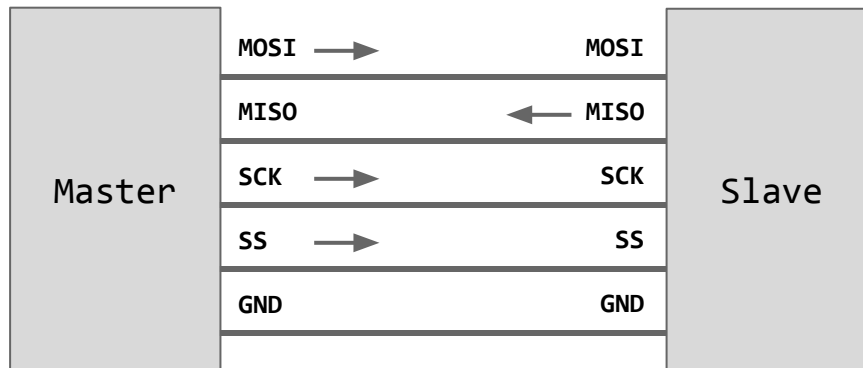 MOSI MOSI
MISO MISO
Master SCK SCK Slave
SS SS
GND GND